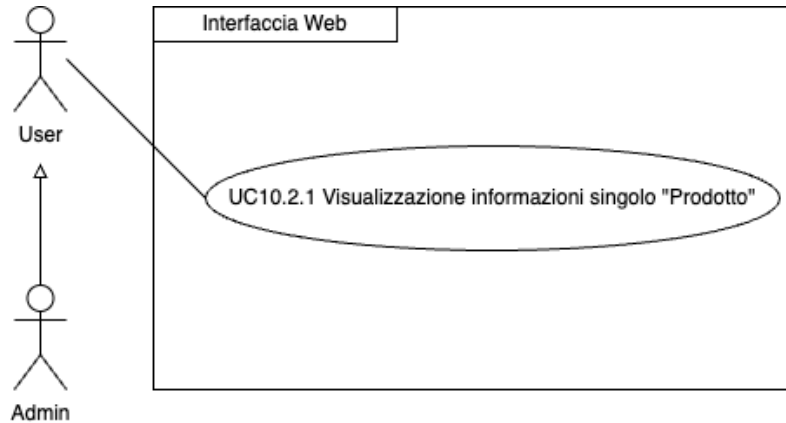 Interfaccia Web
User
UC10.2.1 Visualizzazione informazioni singolo "Prodotto"
Admin